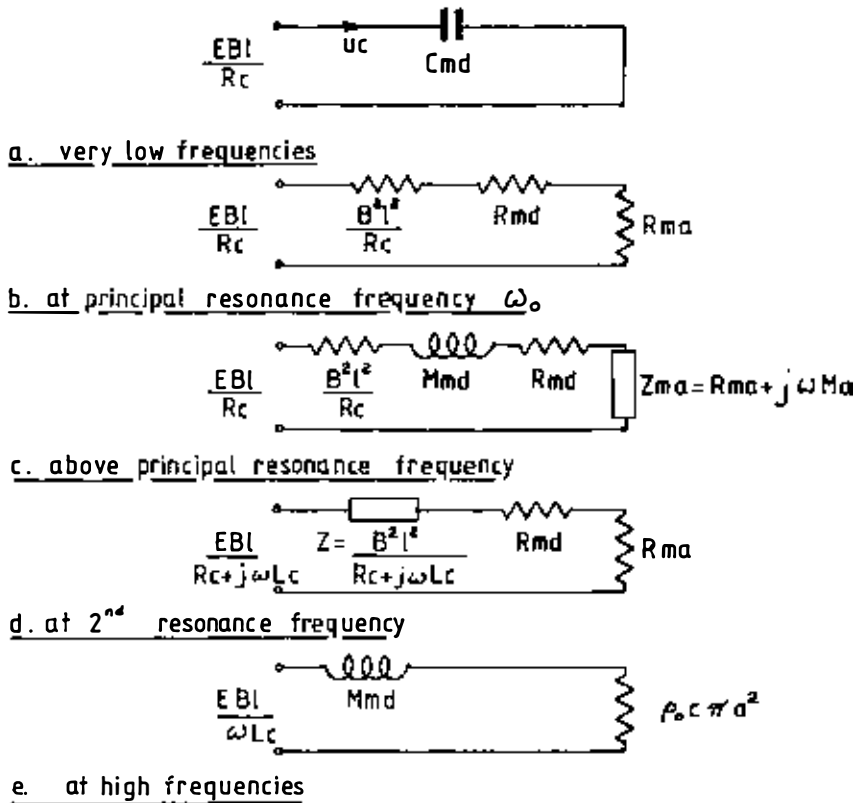 EBl
Rc
uc
Cmd
a. very low frequencies
EBl
Rc
B²l²
Rc
Rmd
Rma
b. at principal resonance frequency ω₀
EBl
Rc
B²l²
Rc
Mmd
Rmd
Zma=Rma+jωMa
c. above principal resonance frequency
EBl
Rc+jωLc
Z= B²l²
Rc+jωLc
Rmd
Rma
d. at 2nd resonance frequency
EBl
ωLc
Mmd
ρ₀cπa²
e. at high frequencies